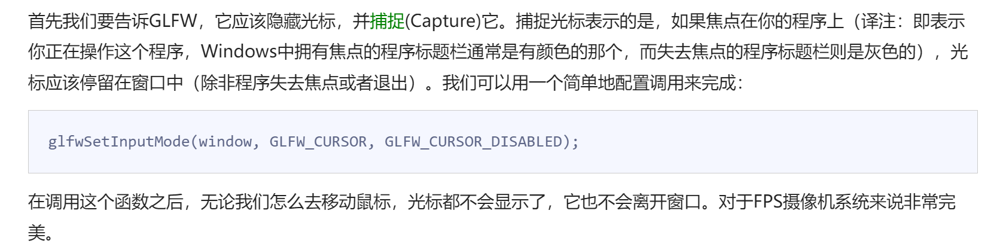 首先我们要告诉GLFW，它应该隐藏光标，并捕捉(Capture)它。捕捉光标表示的是，如果焦点在你的程序上（译注：即表示
你正在操作这个程序，Windows中拥有焦点的程序标题栏通常是有颜色的那个，而失去焦点的程序标题栏则是灰色的），光
标应该停留在窗口中（除非程序失去焦点或者退出）。我们可以用一个简单地配置调用来完成：
glfwSetInputMode(window, GLFW_CURSOR, GLFW_CURSOR_DISABLED);
在调用这个函数之后，无论我们怎么去移动鼠标，光标都不会显示了，它也不会离开窗口。对于FPS摄像机系统来说非常完
美。